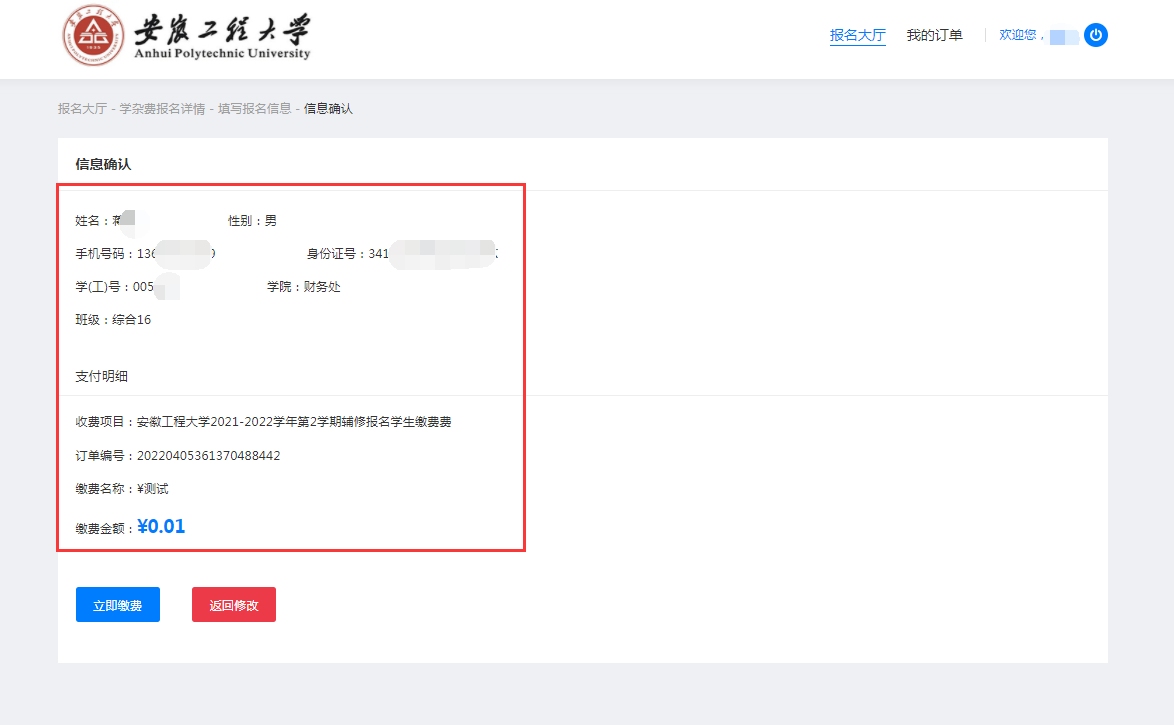 安徽工程大学
Anhui Polytechnic University
报名大厅 我的订单 欢迎您，
报名大厅 - 学杂费报名详情 - 填写报名信息 - 信息确认
信息确认
姓名： 性别：男
手机号码：136 9 身份证号：341
学(工)号：005 学院：财务处
班级：综合16
支付明细
收费项目：安徽工程大学2021-2022学年第2学期辅修报名学生缴费费
订单编号：20220405361370488442
缴费名称：¥测试
缴费金额：¥0.01
立即缴费 返回修改